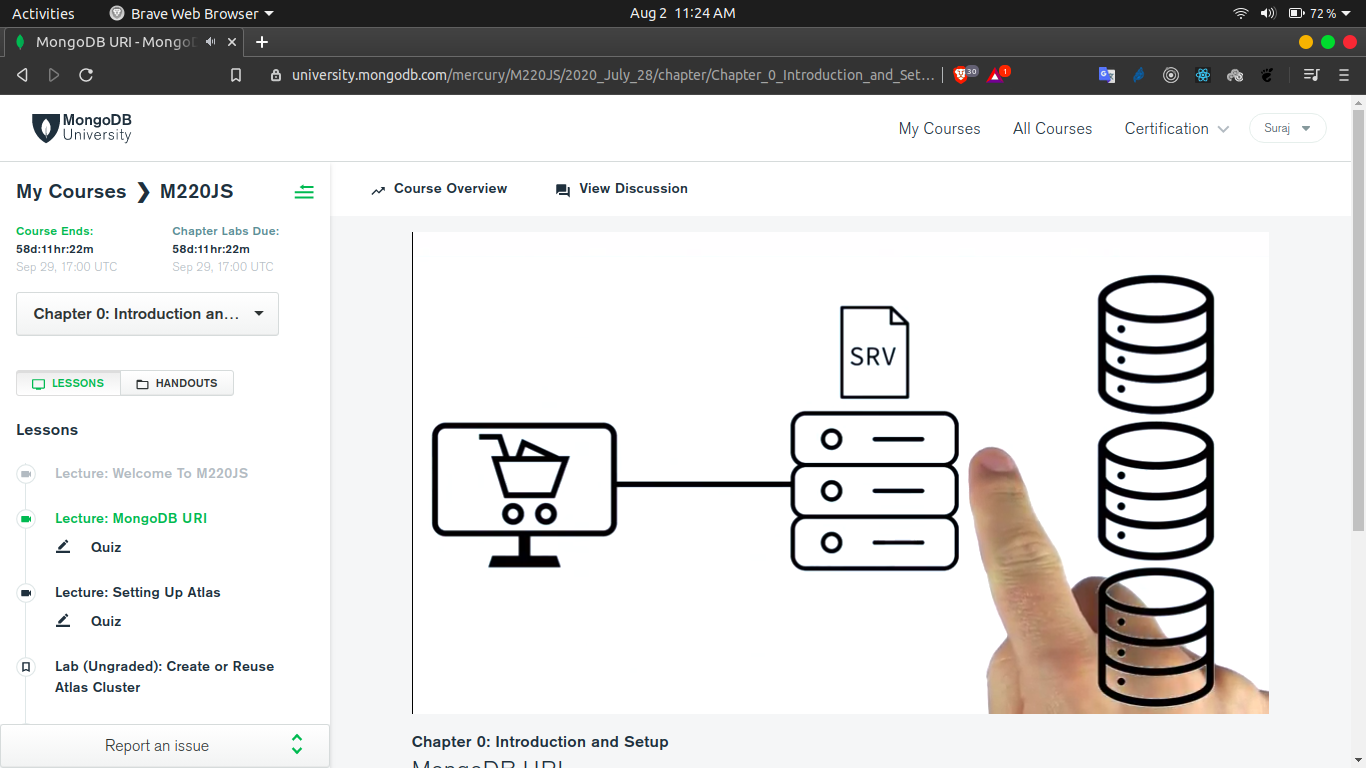 Activities
Brave Web Browser
Aug 2 11:24 AM
72 %
MongoDB URI - Mongo
university.mongodb.com/mercury/M220JS/2020_July_28/chapter/Chapter_0_Introduction_and_Set...
30
1
MongoDB
University
My Courses
All Courses
Certification
Suraj
My Courses ❯ M220JS
Course Overview
View Discussion
Course Ends:
Chapter Labs Due:
58d:11hr:22m
58d:11hr:22m
Sep 29, 17:00 UTC
Sep 29, 17:00 UTC
Chapter 0: Introduction an...
LESSONS
HANDOUTS
Lessons
Lecture: Welcome To M220JS
Lecture: MongoDB URI
Quiz
Lecture: Setting Up Atlas
Quiz
Lab (Ungraded): Create or Reuse
Atlas Cluster
Report an issue
SRV
Chapter 0: Introduction and Setup
MongoDB URI